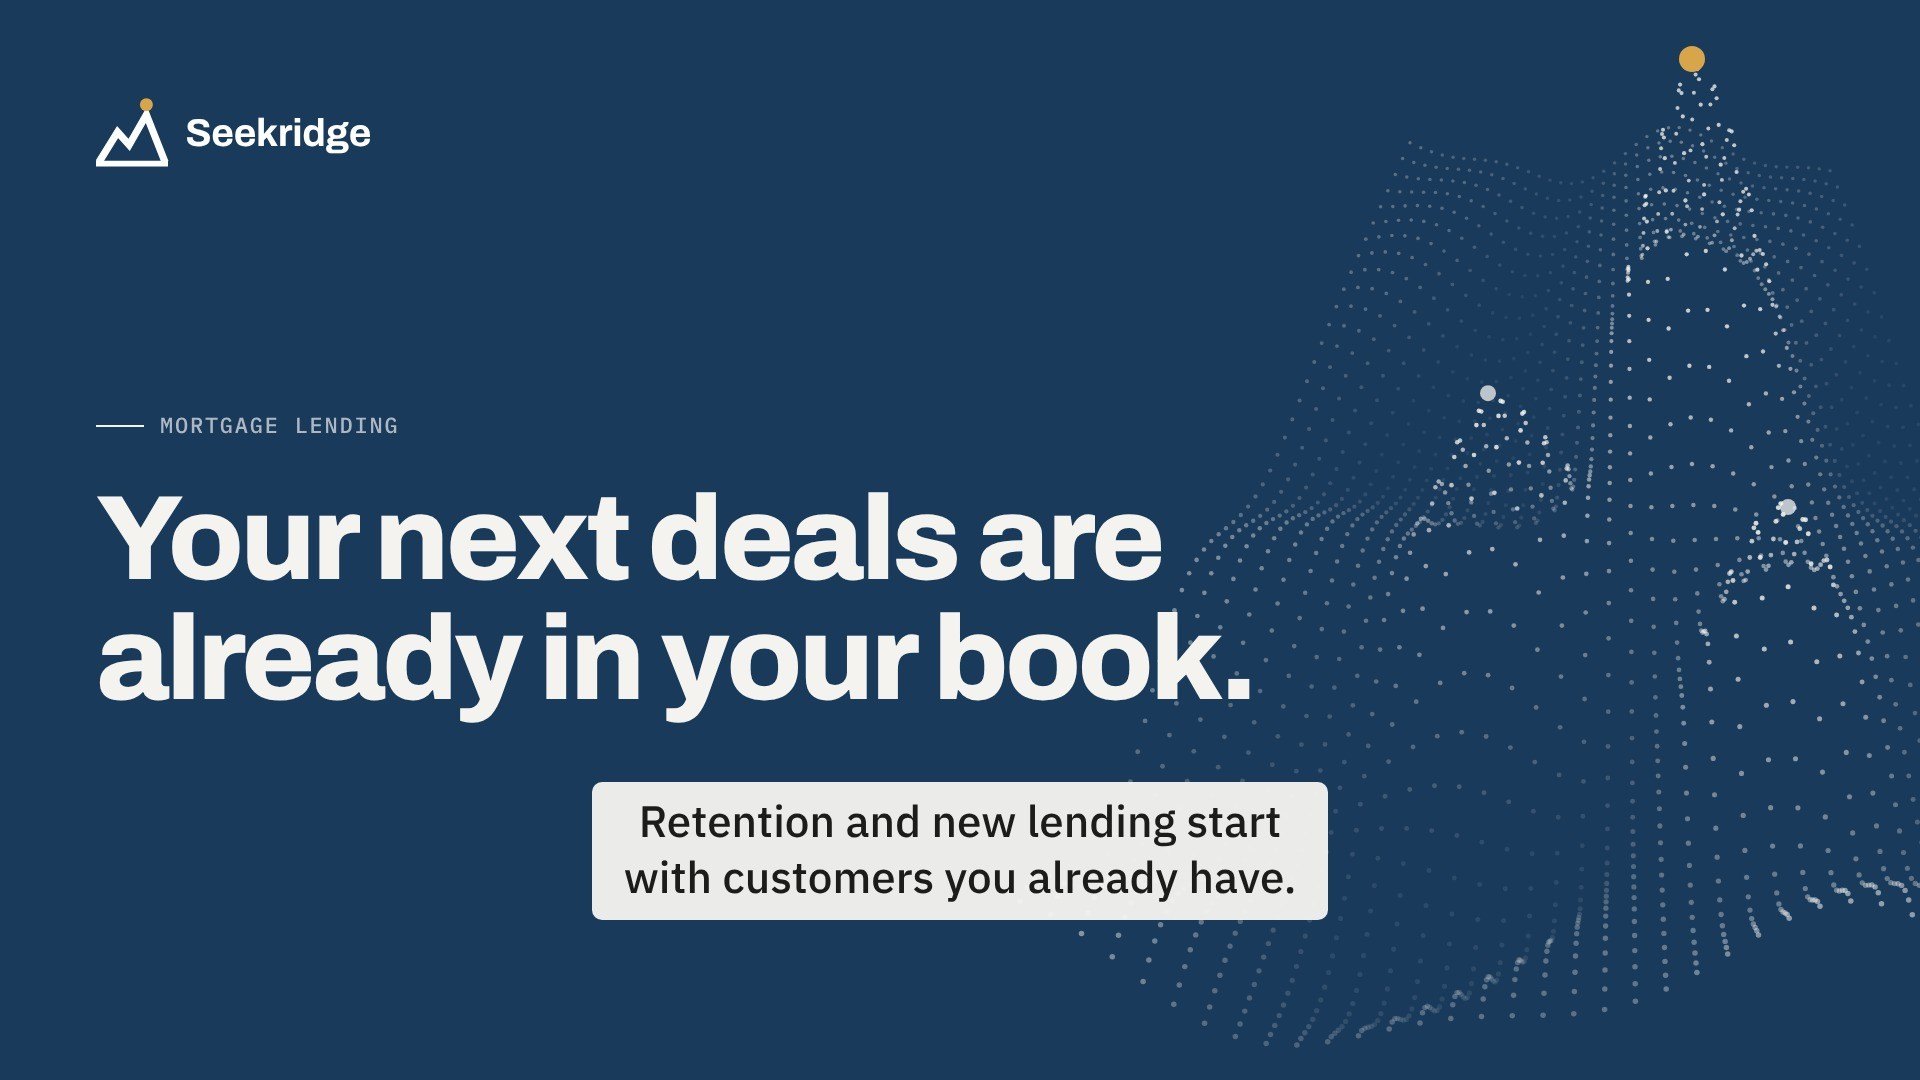 Seekridge
MORTGAGE LENDING
Your next deals are
already in your book.
Retention and new lending start
with customers you already have.